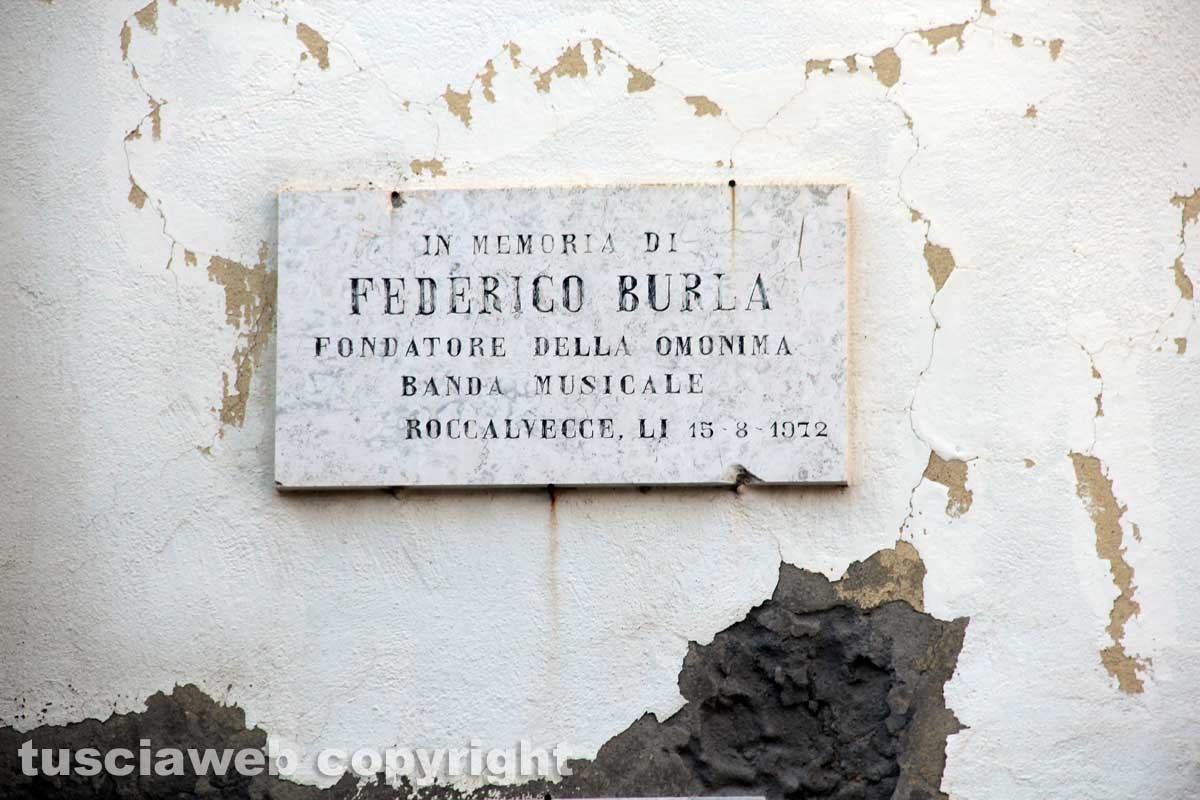 IN MEMORIA DI
FEDERICO BURLA
FONDATORE DELLA OMONIMA
BANDA MUSICALE
ROCCALVECCE, LI 15-8-1972
tusciaweb copyright